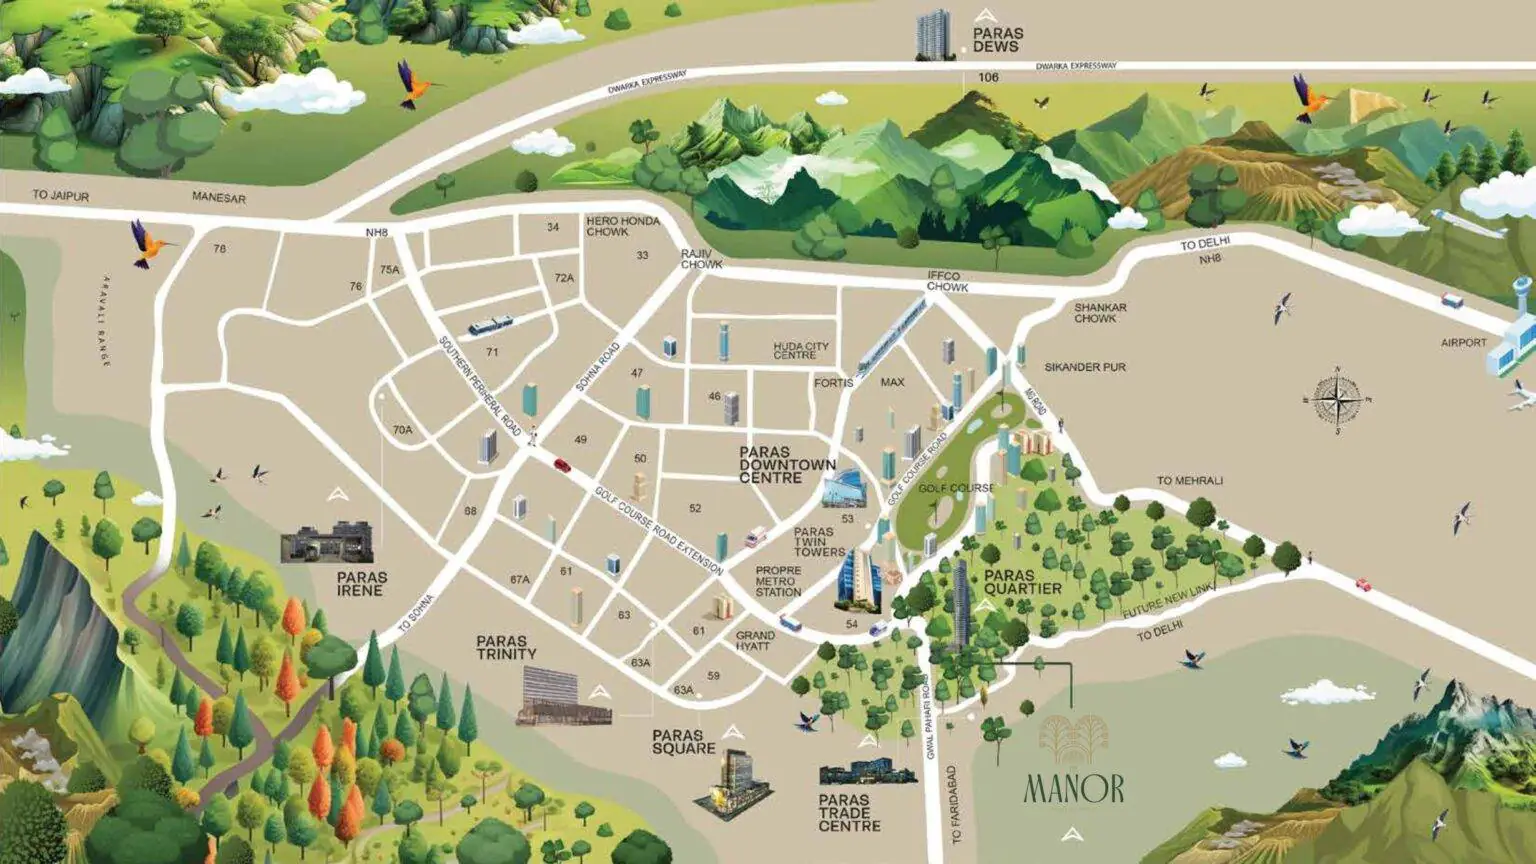 PARAS
DEWS
DWARKA EXPRESSWAY
DWARKA EXPRESSWAY
106
TO JAIPUR
MANESAR
NH8
HERO HONDA
CHOWK
34
33
RAJIV
CHOWK
78
75A
76
72A
TO DELHI
NH8
IFFCO
CHOWK
SHANKAR
CHOWK
AIRPORT
ARAVALI RANGE
SOUTHERN PERIHERAL ROAD
71
SOHNA ROAD
47
46
HUDA CITY
CENTRE
FORTIS
MAX
SIKANDER PUR
MG ROAD
N
E
S
W
70A
49
50
52
68
PARAS
DOWNTOWN
CENTRE
GOLF COURSE ROAD
GOLF COURSE
TO MEHRALI
53
GOLF COURSE ROAD EXTENSION
PARAS
TWIN
TOWERS
PROPRE
METRO
STATION
PARAS
IRENE
67A
61
63
61
GRAND
HYATT
54
PARAS
QUARTIER
FUTURE NEW LINK
TO DELHI
TO SOHNA
PARAS
TRINITY
63A
59
63A
PARAS
SQUARE
GWAL PAHARI ROAD
TO FARIDABAD
PARAS
TRADE
CENTRE
MANOR